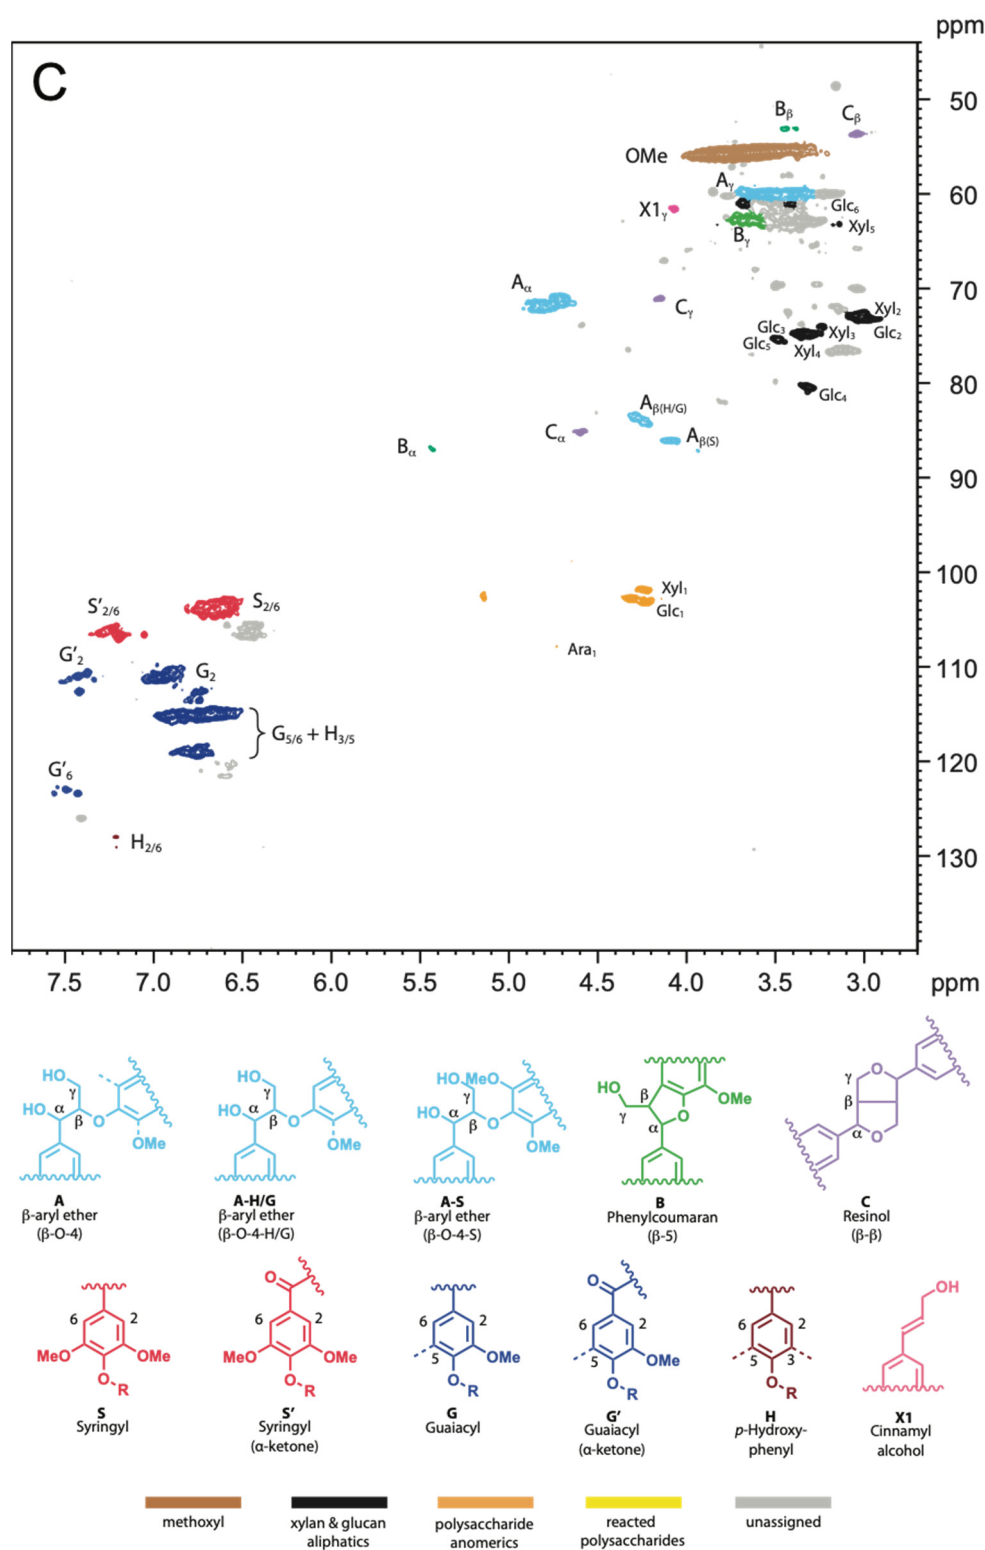 ppm
C
50
Bβ
Cβ
OMe
Aγ
60
Glc₆
X1γ
Xyl₅
Bγ
Aα
70
Cγ
Xyl₂
Glc₃
Xyl₃
Glc₂
Glc₅
Xyl₄
80
Glc₄
Aβ(H/G)
Cα
Aβ(S)
Bα
90
100
Xyl₁
S'2/6
S2/6
Glc₁
Ara₁
G'₂
G₂
110
G5/6 + H3/5
G'₆
120
H2/6
130
7.5 7.0 6.5 6.0 5.5 5.0 4.5 4.0 3.5 3.0 ppm
HO γ HO α β O OMe
HO γ HO α β O OMe
HO MeO γ HO α β O OMe
HO β γ α O OMe
O γ β α O
A
β-aryl ether
(β-O-4)
A-H/G
β-aryl ether
(β-O-4-H/G)
A-S
β-aryl ether
(β-O-4-S)
B
Phenylcoumaran
(β-5)
C
Resinol
(β-β)
6 2 MeO OMe O-R
O 6 2 MeO OMe O-R
6 2 5 OMe O-R
O 6 2 5 OMe O-R
6 2 5 3 O-R
OH
S
Syringyl
S'
Syringyl
(α-ketone)
G
Guaiacyl
G'
Guaiacyl
(α-ketone)
H
p-Hydroxy-
phenyl
X1
Cinnamyl
alcohol
methoxyl
xylan & glucan
aliphatics
polysaccharide
anomerics
reacted
polysaccharides
unassigned